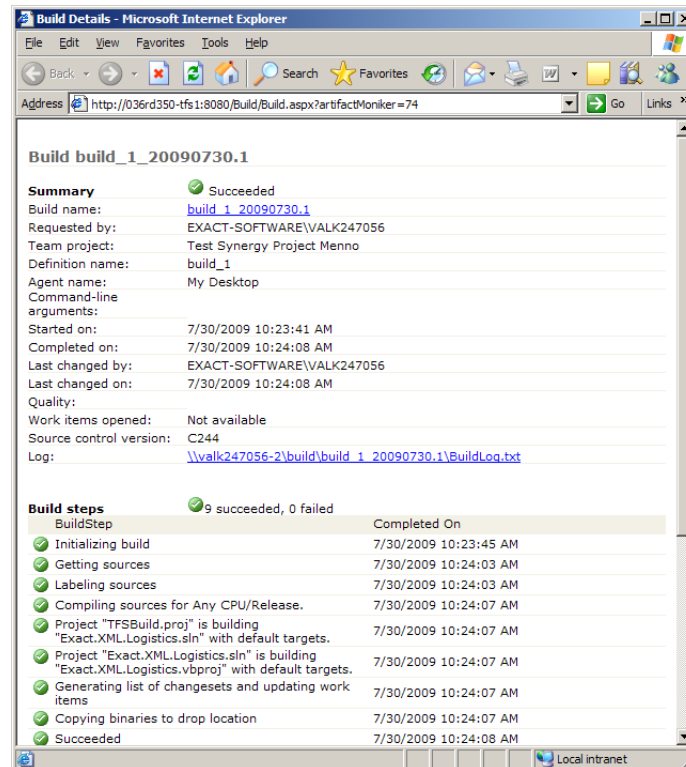 Build Details - Microsoft Internet Explorer
File Edit View Favorites Tools Help
Back Search Favorites
Address http://036rd350-tfs1:8080/Build/Build.aspx?artifactMoniker=74 Go Links »
Build build_1_20090730.1
Summary Succeeded
Build name: build_1_20090730.1
Requested by: EXACT-SOFTWARE\VALK247056
Team project: Test Synergy Project Menno
Definition name: build_1
Agent name: My Desktop
Command-line
arguments:
Started on: 7/30/2009 10:23:41 AM
Completed on: 7/30/2009 10:24:08 AM
Last changed by: EXACT-SOFTWARE\VALK247056
Last changed on: 7/30/2009 10:24:08 AM
Quality:
Work items opened: Not available
Source control version: C244
Log: \\valk247056-2\build\build_1_20090730.1\BuildLog.txt
Build steps 9 succeeded, 0 failed
BuildStep Completed On
Initializing build 7/30/2009 10:23:45 AM
Getting sources 7/30/2009 10:24:03 AM
Labeling sources 7/30/2009 10:24:03 AM
Compiling sources for Any CPU/Release. 7/30/2009 10:24:07 AM
Project "TFSBuild.proj" is building
"Exact.XML.Logistics.sln" with default targets. 7/30/2009 10:24:07 AM
Project "Exact.XML.Logistics.sln" is building
"Exact.XML.Logistics.vbproj" with default targets. 7/30/2009 10:24:07 AM
Generating list of changesets and updating work
items 7/30/2009 10:24:07 AM
Copying binaries to drop location 7/30/2009 10:24:07 AM
Succeeded 7/30/2009 10:24:08 AM
Local intranet